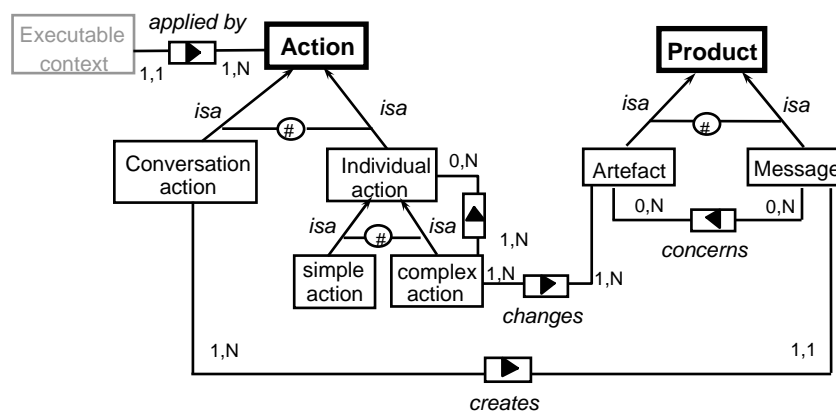 applied by
Executable
context
Action
Product
1,1
1,N
isa
isa
isa
isa
#
#
Conversation
action
Individual
action
0,N
Artefact
Message
isa
isa
#
1,N
0,N
0,N
concerns
simple
action
complex
action
1,N
1,N
changes
1,N
1,1
creates